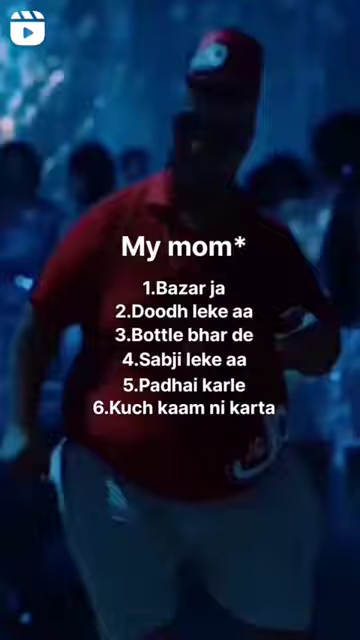 My mom*
1.Bazar ja
2.Doodh leke aa
3.Bottle bhar de
4.Sabji leke aa
5.Padhai karle
6.Kuch kaam ni karta